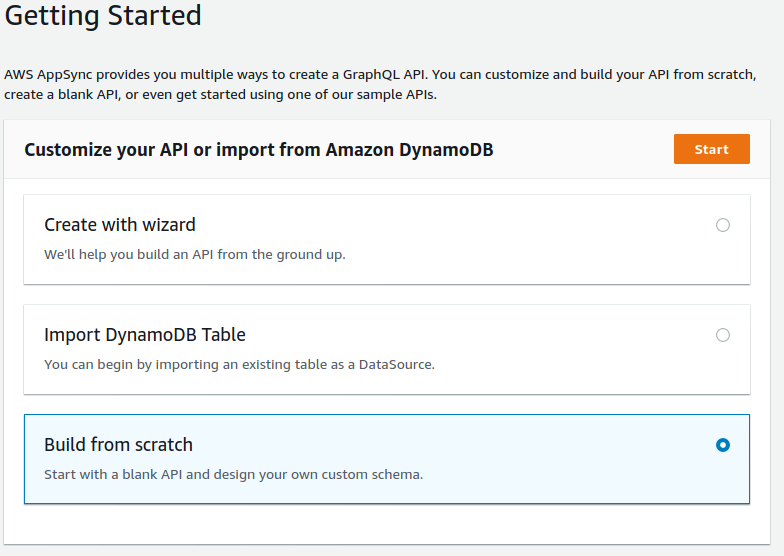 Getting Started
AWS AppSync provides you multiple ways to create a GraphQL API. You can customize and build your API from scratch,
create a blank API, or even get started using one of our sample APIs.
Customize your API or import from Amazon DynamoDB
Start
Create with wizard
We'll help you build an API from the ground up.
Import DynamoDB Table
You can begin by importing an existing table as a DataSource.
Build from scratch
Start with a blank API and design your own custom schema.